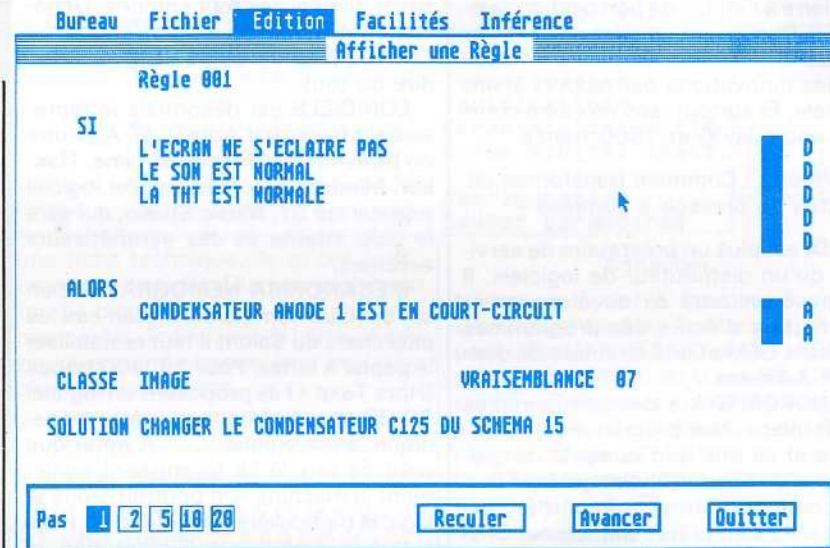 Bureau Fichier Edition Facilités Inférence
Afficher une Règle
Règle 001
SI
L'ECRAN NE S'ECLAIRE PAS D
LE SON EST NORMAL D
LA THT EST NORMALE D
D
D
ALORS
CONDENSATEUR ANODE 1 EST EN COURT-CIRCUIT A
A
CLASSE IMAGE VRAISEMBLANCE 07
SOLUTION CHANGER LE CONDENSATEUR C125 DU SCHEMA 15
Pas 1 2 5 10 20 Reculer Avancer Quitter